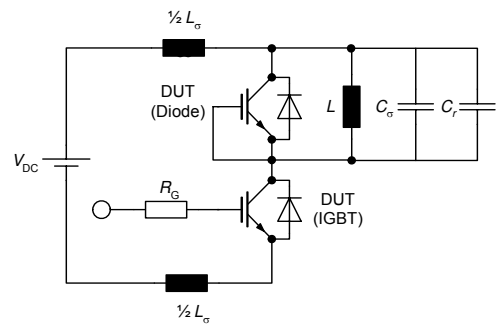 ½ Lσ
DUT
(Diode)
L
Cσ
Cr
VDC
RG
DUT
(IGBT)
½ Lσ